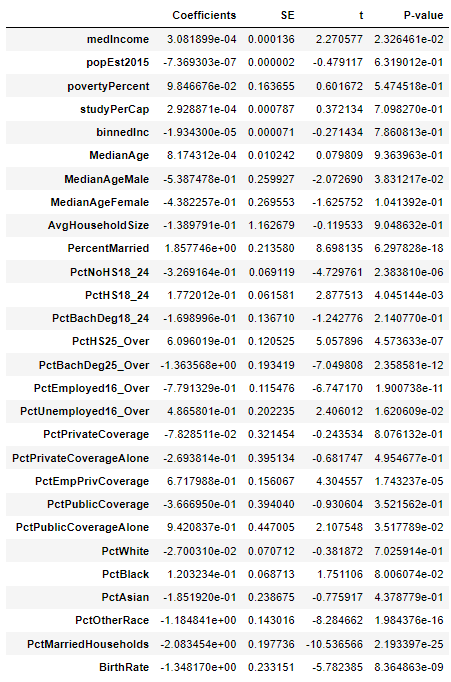 Coefficients SE t P-value
medIncome 3.081899e-04 0.000136 2.270577 2.326461e-02
popEst2015 -7.369303e-07 0.000002 -0.479117 6.319012e-01
povertyPercent 9.846676e-02 0.163655 0.601672 5.474518e-01
studyPerCap 2.928871e-04 0.000787 0.372134 7.098270e-01
binnedInc -1.934300e-05 0.000071 -0.271434 7.860813e-01
MedianAge 8.174312e-04 0.010242 0.079809 9.363963e-01
MedianAgeMale -5.387478e-01 0.259927 -2.072690 3.831217e-02
MedianAgeFemale -4.382257e-01 0.269553 -1.625752 1.041392e-01
AvgHouseholdSize -1.389791e-01 1.162679 -0.119533 9.048632e-01
PercentMarried 1.857746e+00 0.213580 8.698135 6.297828e-18
PctNoHS18_24 -3.269164e-01 0.069119 -4.729761 2.383810e-06
PctHS18_24 1.772012e-01 0.061581 2.877513 4.045144e-03
PctBachDeg18_24 -1.698996e-01 0.136710 -1.242776 2.140770e-01
PctHS25_Over 6.096019e-01 0.120525 5.057896 4.573633e-07
PctBachDeg25_Over -1.363568e+00 0.193419 -7.049808 2.358581e-12
PctEmployed16_Over -7.791329e-01 0.115476 -6.747170 1.900738e-11
PctUnemployed16_Over 4.865801e-01 0.202235 2.406012 1.620609e-02
PctPrivateCoverage -7.828511e-02 0.321454 -0.243534 8.076132e-01
PctPrivateCoverageAlone -2.693814e-01 0.395134 -0.681747 4.954677e-01
PctEmpPrivCoverage 6.717988e-01 0.156067 4.304557 1.743237e-05
PctPublicCoverage -3.666950e-01 0.394040 -0.930604 3.521562e-01
PctPublicCoverageAlone 9.420837e-01 0.447005 2.107548 3.517789e-02
PctWhite -2.700310e-02 0.070712 -0.381872 7.025914e-01
PctBlack 1.203234e-01 0.068713 1.751106 8.006074e-02
PctAsian -1.851920e-01 0.238675 -0.775917 4.378779e-01
PctOtherRace -1.184841e+00 0.143016 -8.284662 1.984376e-16
PctMarriedHouseholds -2.083454e+00 0.197736 -10.536566 2.193397e-25
BirthRate -1.348170e+00 0.233151 -5.782385 8.364863e-09